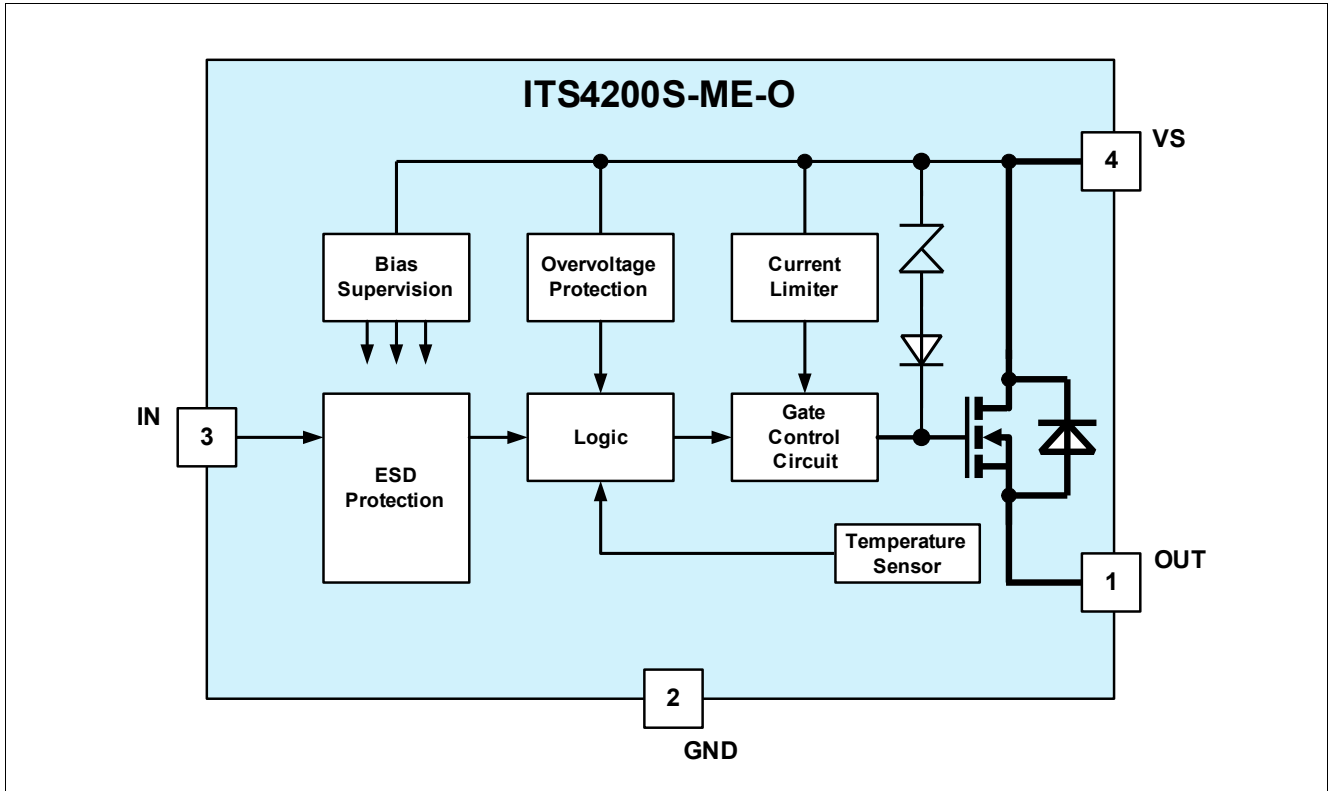 ITS4200S-ME-O
VS
4
Bias
Supervision
Overvoltage
Protection
Current
Limiter
IN
3
ESD
Protection
Logic
Gate
Control
Circuit
Temperature
Sensor
OUT
1
2
GND